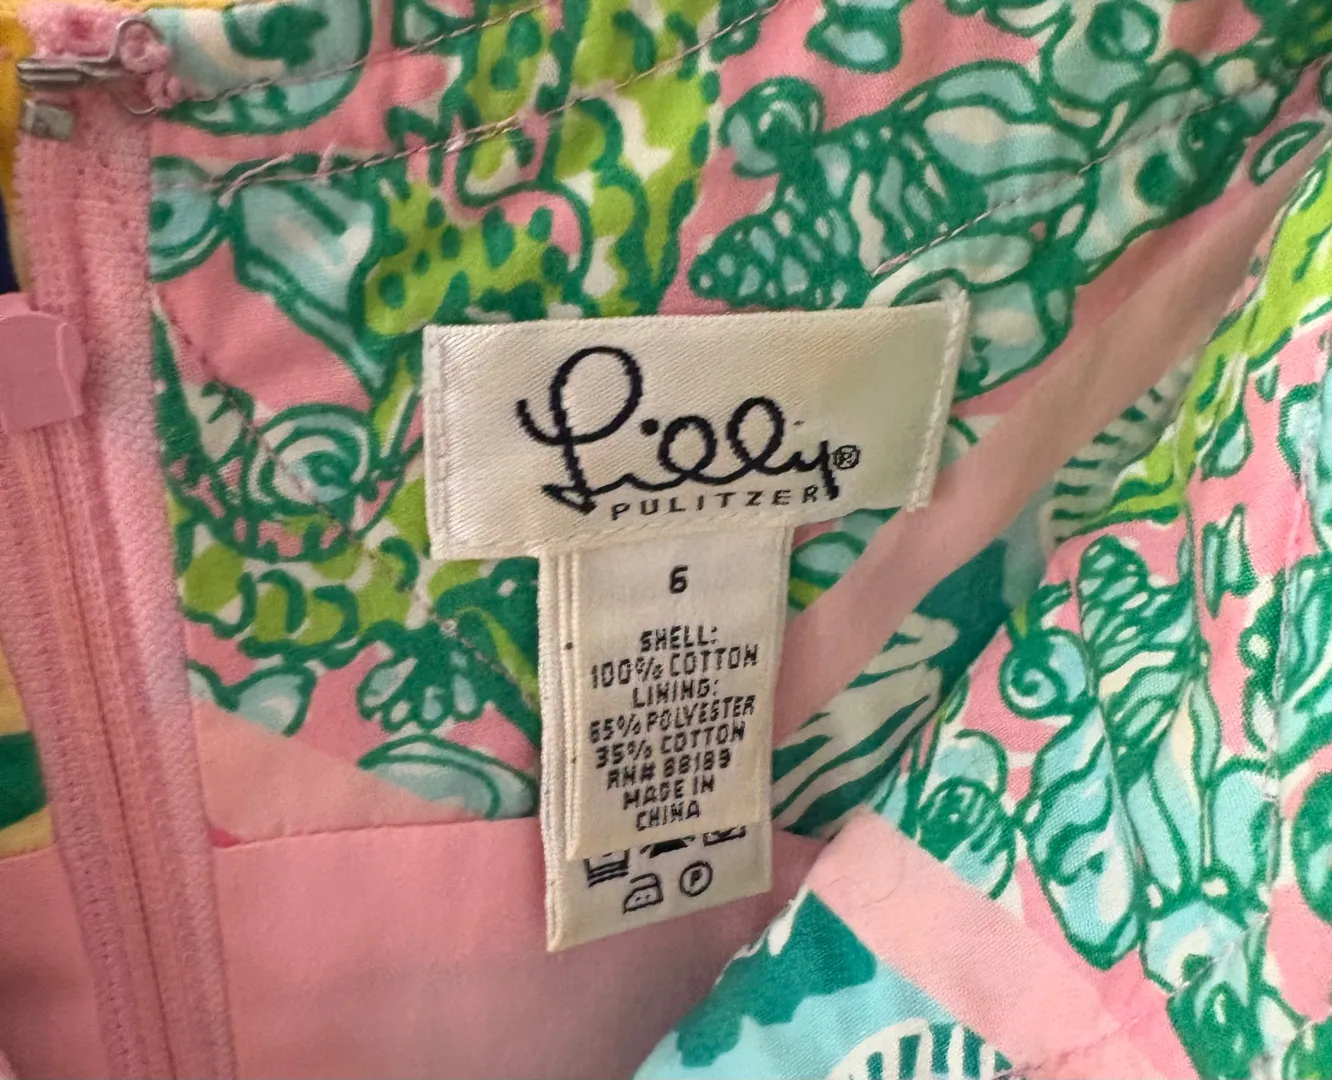 Lilly®
PULITZER
6
SHELL:
100% COTTON
LINING:
65% POLYESTER
35% COTTON
RN# 88189
MADE IN
CHINA
P